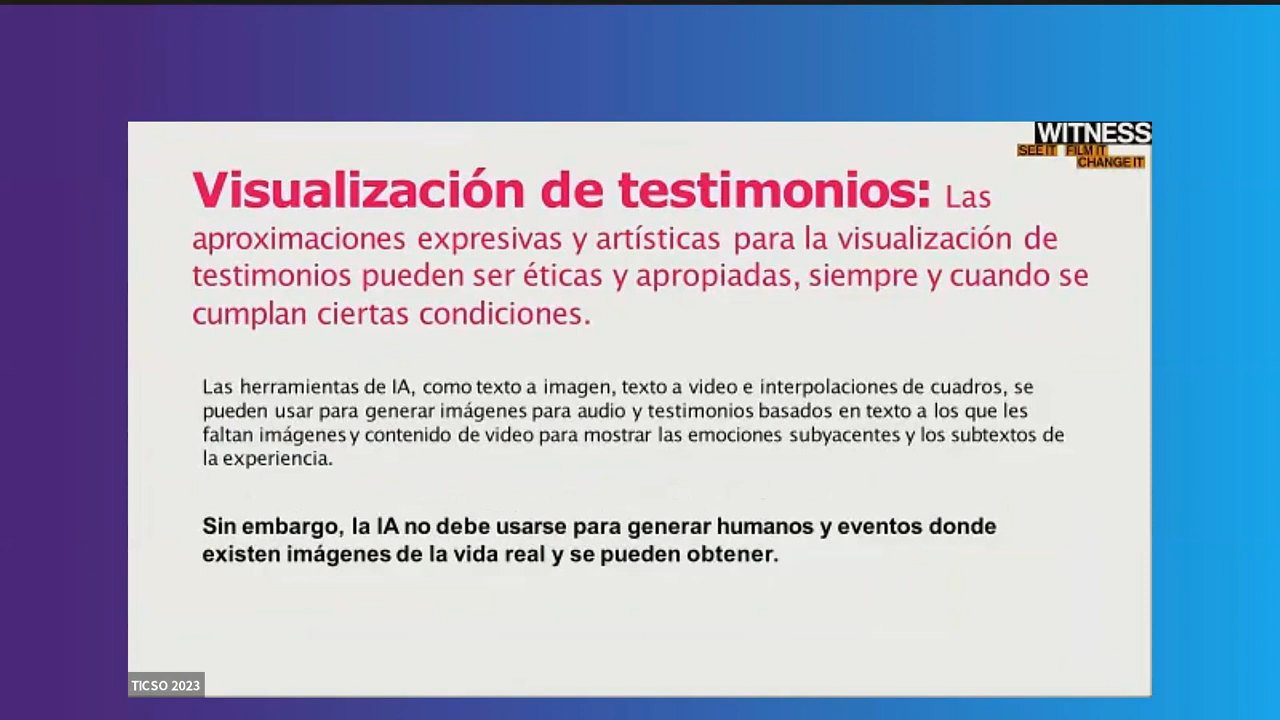 WITNESS
SEE IT FILM IT
CHANGE IT
Visualización de testimonios: Las
aproximaciones expresivas y artísticas para la visualización de
testimonios pueden ser éticas y apropiadas, siempre y cuando se
cumplan ciertas condiciones.
Las herramientas de IA, como texto a imagen, texto a video e interpolaciones de cuadros, se
pueden usar para generar imágenes para audio y testimonios basados en texto a los que les
faltan imágenes y contenido de video para mostrar las emociones subyacentes y los subtextos de
la experiencia.
Sin embargo, la IA no debe usarse para generar humanos y eventos donde
existen imágenes de la vida real y se pueden obtener.
TICSO 2023